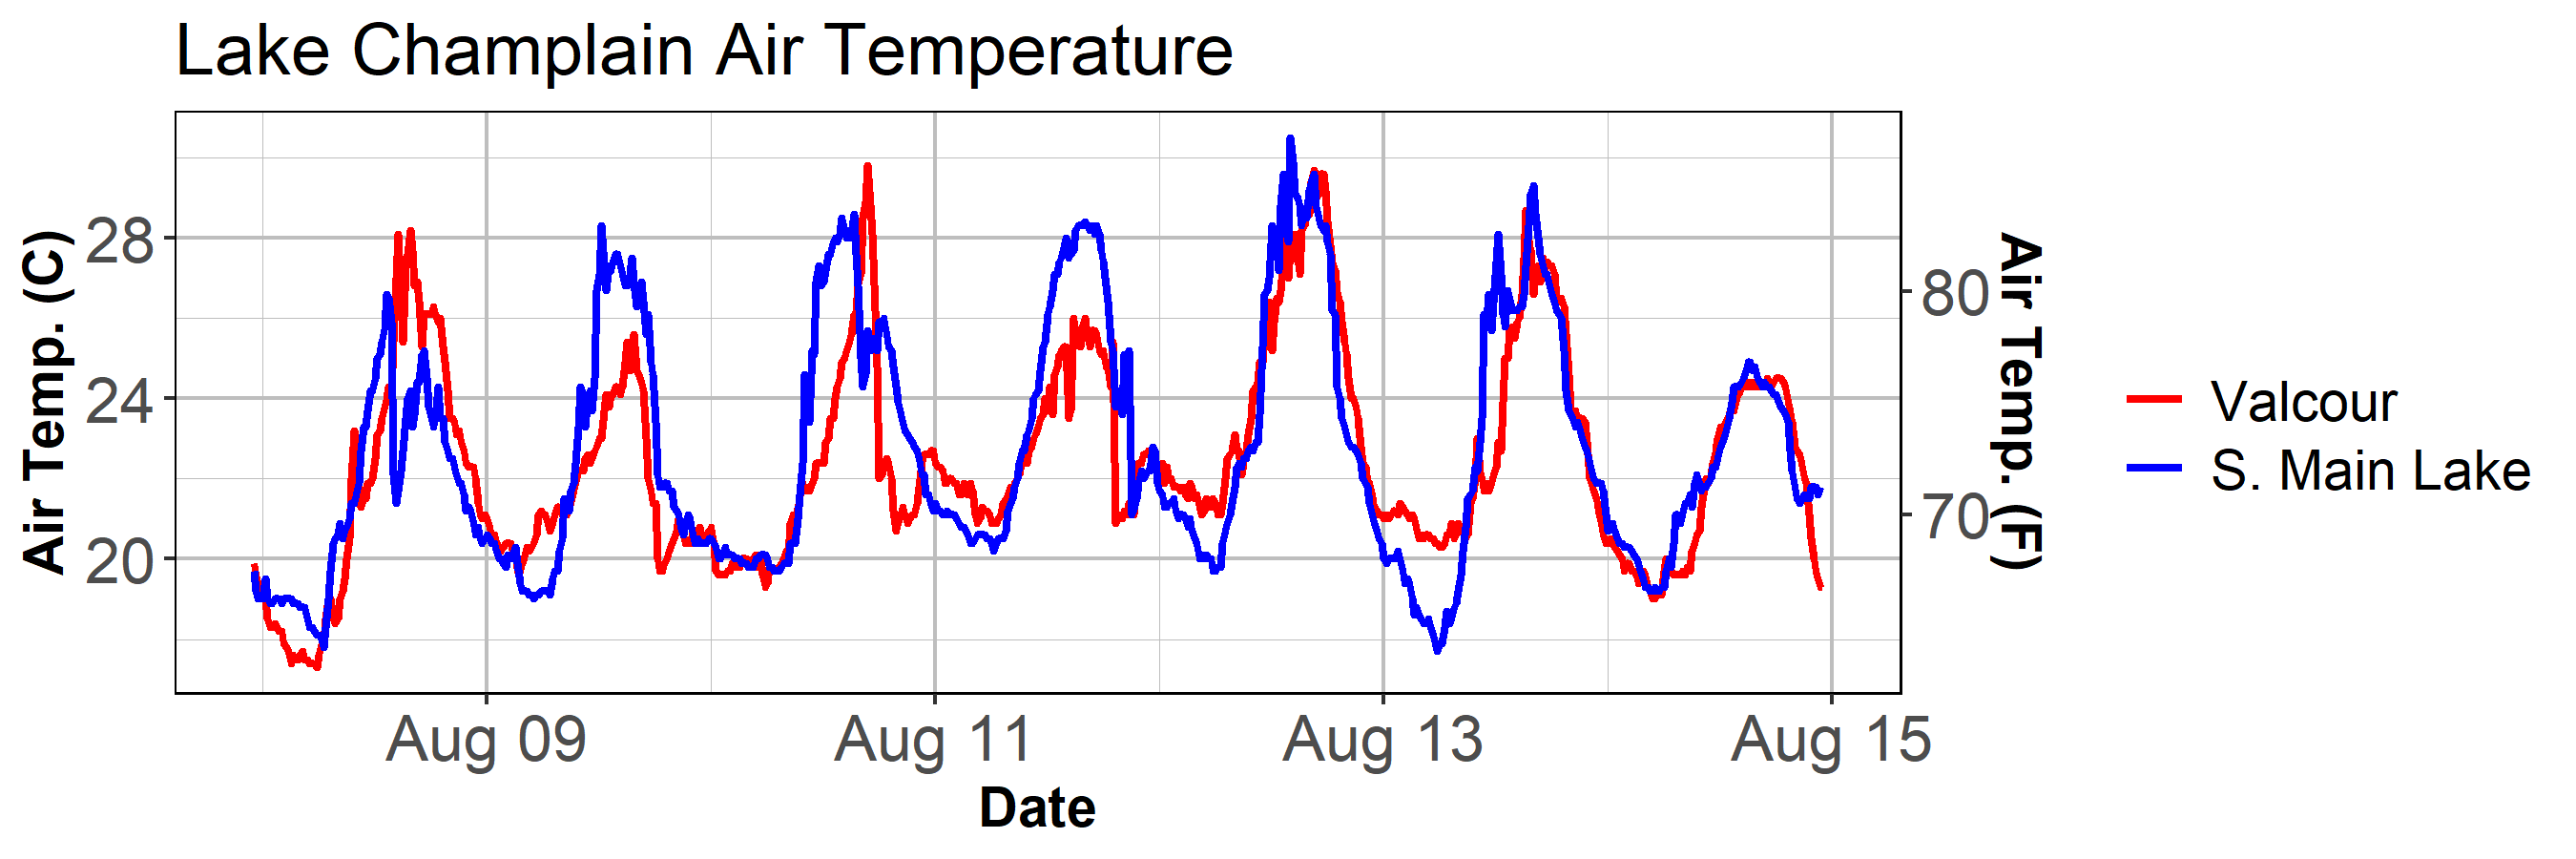 Lake Champlain Air Temperature
Air Temp. (C)
28
24
20
Aug 09
Aug 11
Aug 13
Aug 15
Date
80
70
Air Temp. (F)
Valcour
S. Main Lake